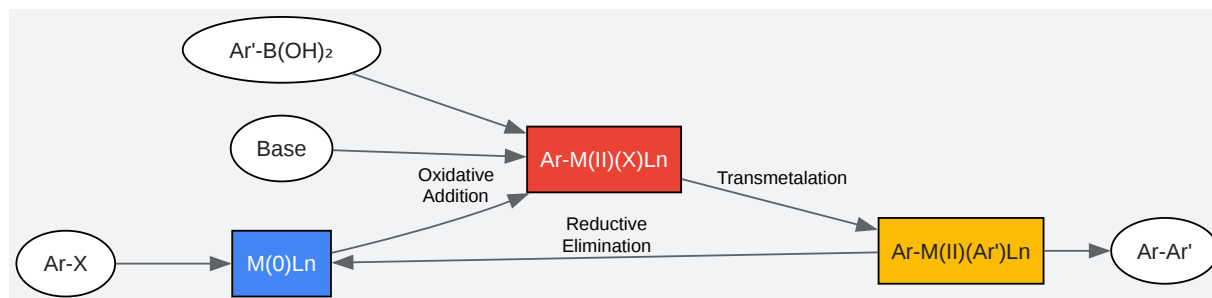 Ar'-B(OH)₂
Base
Ar-M(II)(X)Ln
Oxidative
Addition
Transmetalation
Reductive
Elimination
Ar-X
M(0)Ln
Ar-M(II)(Ar')Ln
Ar-Ar'